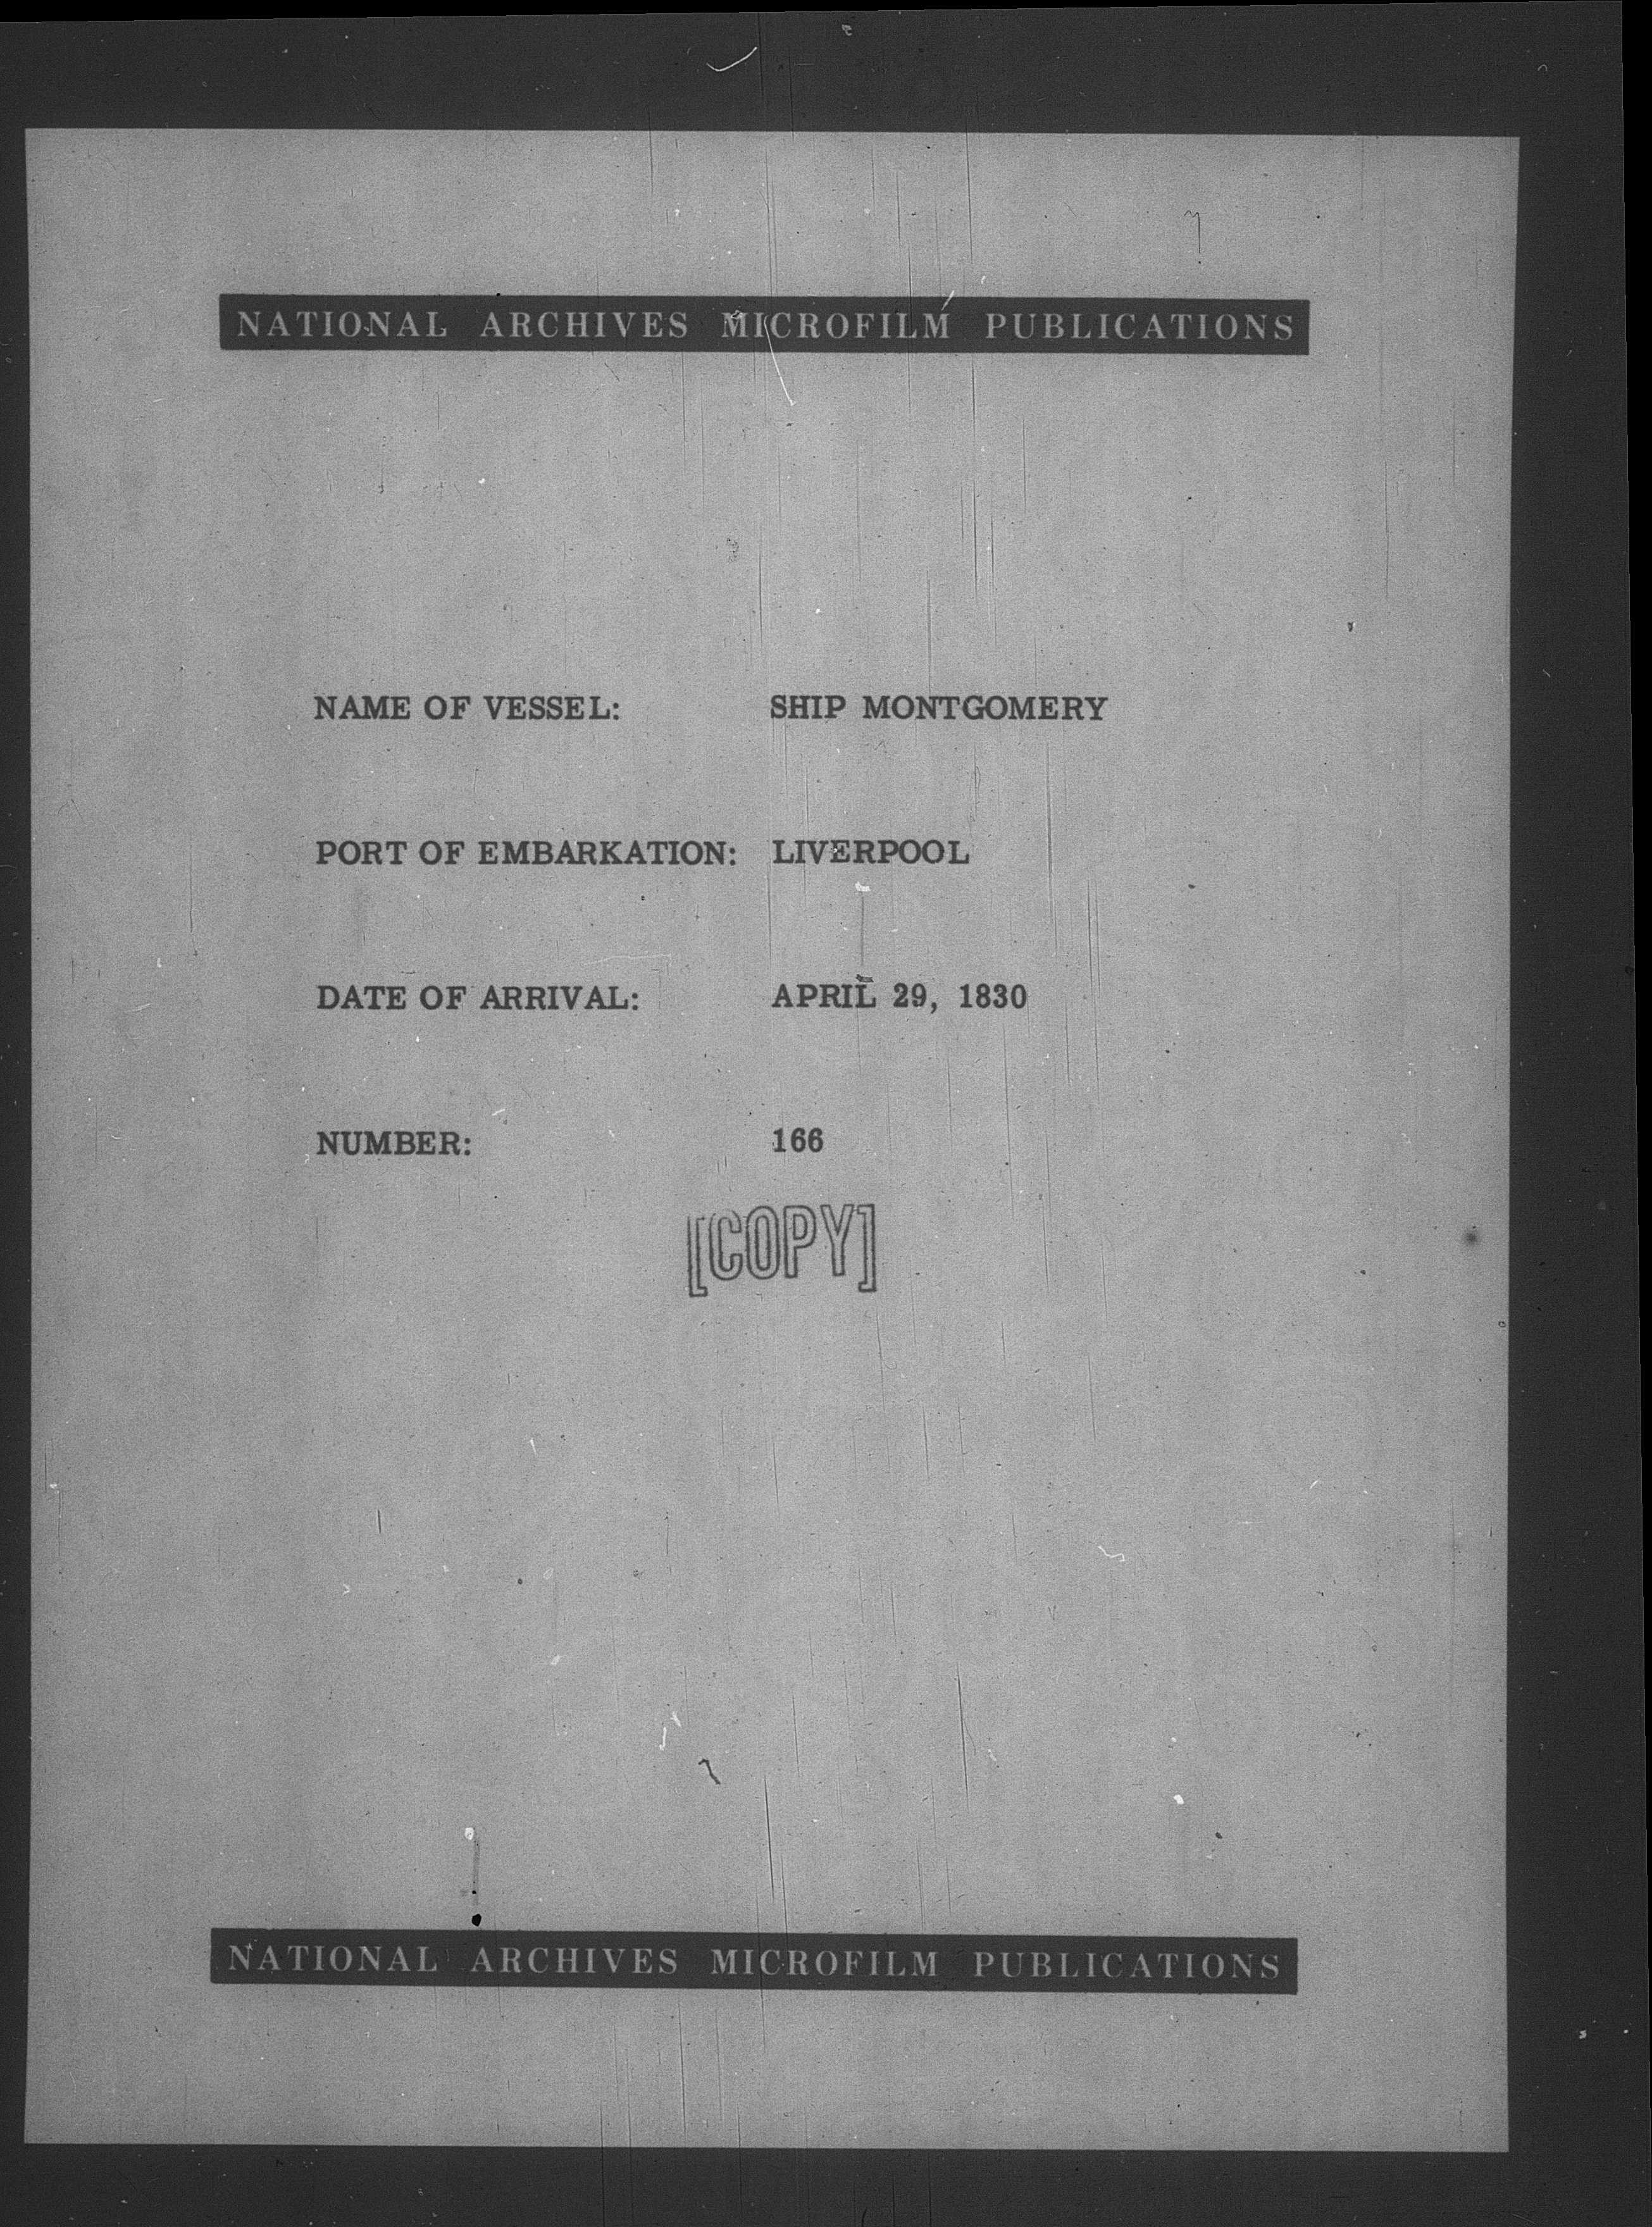 NATIONAL ARCHIVES MICROFILM PUBLICATIONS
NAME OF VESSEL: SHIP MONTGOMERY
PORT OF EMBARKATION: LIVERPOOL
DATE OF ARRIVAL: APRIL 29, 1830
NUMBER: 166
[COPY]
NATIONAL ARCHIVES MICROFILM PUBLICATIONS